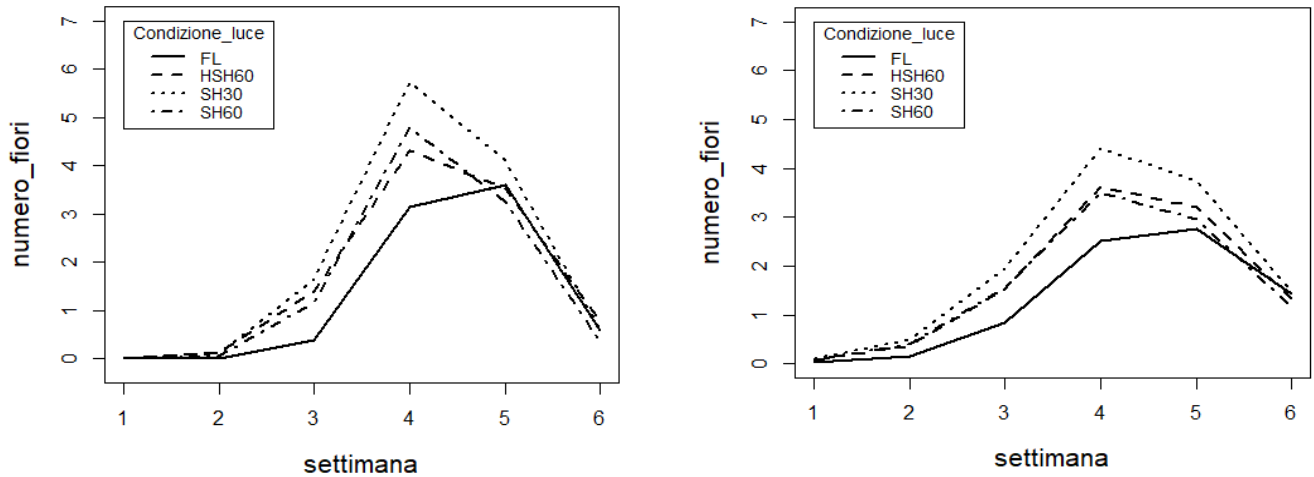 Condizione_luce
FL
HSH60
SH30
SH60
7
6
5
4
3
2
1
0
numero_fiori
1 2 3 4 5 6
settimana
Condizione_luce
FL
HSH60
SH30
SH60
7
6
5
4
3
2
1
0
numero_fiori
1 2 3 4 5 6
settimana